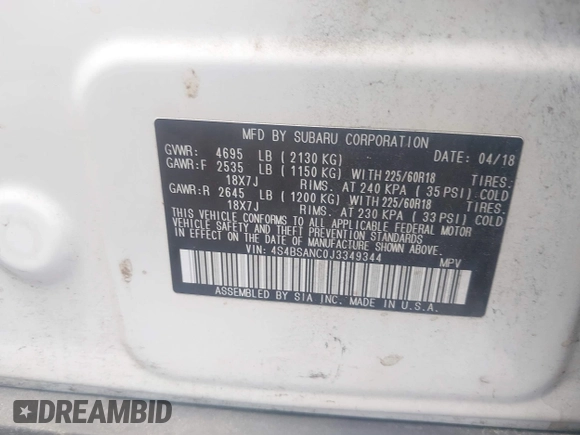 MFD BY SUBARU CORPORATION DATE: 04/18
GVWR: 4695 LB ( 2130 KG)
GAWR:F 2535 LB ( 1150 KG) WITH 225/60R18 TIRES.
18X7J RIMS. AT 240 KPA ( 35 PSI) COLD
GAWR:R 2645 LB ( 1200 KG) WITH 225/60R18 TIRES.
18X7J RIMS. AT 230 KPA ( 33 PSI) COLD
THIS VEHICLE CONFORMS TO ALL APPLICABLE FEDERAL MOTOR
VEHICLE SAFETY AND THEFT PREVENTION STANDARDS
IN EFFECT ON THE DATE OF MANUFACTURE SHOWN ABOVE.
VIN: 4S4BSANC0J3349344 MPV
ASSEMBLED BY SIA INC. MADE IN U.S.A.
DREAMBID